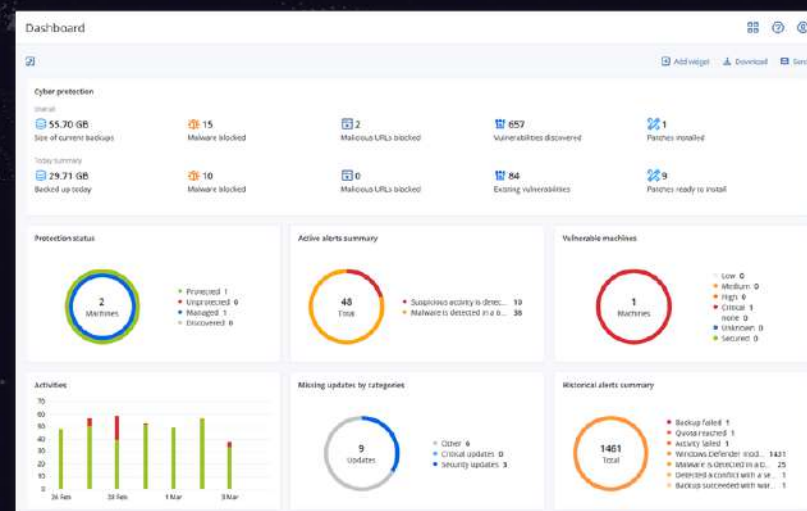 Dashboard
Add widget
Download
Send
Cyber protection
Overall
55.70 GB
Size of current backups
15
Malware blocked
2
Malicious URLs blocked
657
Vulnerabilities discovered
1
Patches installed
Today summary
29.71 GB
Backed up today
10
Malware blocked
0
Malicious URLs blocked
84
Existing vulnerabilities
9
Patches ready to install
Protection status
2
Machines
Protected 1
Unprotected 0
Managed 1
Discovered 0
Active alerts summary
48
Total
Suspicious activity is detec... 10
Malware is detected in a b... 38
Vulnerable machines
1
Machines
Low 0
Medium 0
High 0
Critical 1
none 0
Unknown 0
Secured 0
Activities
70
60
50
40
30
20
10
0
26 Feb
28 Feb
1 Mar
3 Mar
Missing updates by categories
9
Updates
Other 6
Critical updates 0
Security updates 3
Historical alerts summary
1461
Total
Backup failed 1
Quota reached 1
Activity failed 1
Windows Defender mod... 1431
Malware is detected in a b... 25
Detected a conflict with a se... 1
Backup succeeded with war... 1